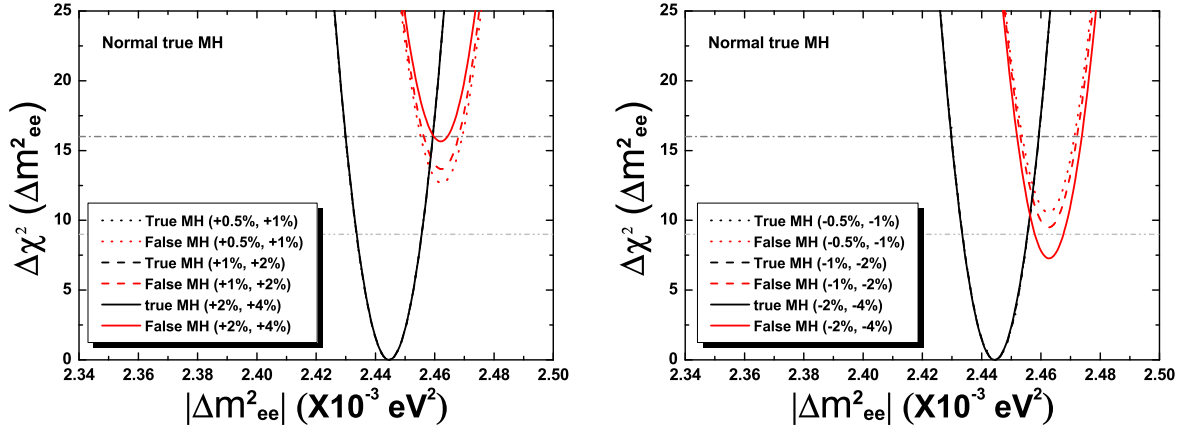 Normal true MH
25
20
15
10
5
0
Δχ² (Δm²ee)
True MH (+0.5%, +1%)
False MH (+0.5%, +1%)
True MH (+1%, +2%)
False MH (+1%, +2%)
true MH (+2%, +4%)
False MH (+2%, +4%)
2.34 2.36 2.38 2.40 2.42 2.44 2.46 2.48 2.50
|Δm²ee| (X10⁻³ eV²)
Normal true MH
25
20
15
10
5
0
Δχ² (Δm²ee)
True MH (-0.5%, -1%)
False MH (-0.5%, -1%)
True MH (-1%, -2%)
False MH (-1%, -2%)
true MH (-2%, -4%)
False MH (-2%, -4%)
2.34 2.36 2.38 2.40 2.42 2.44 2.46 2.48 2.50
|Δm²ee| (X10⁻³ eV²)